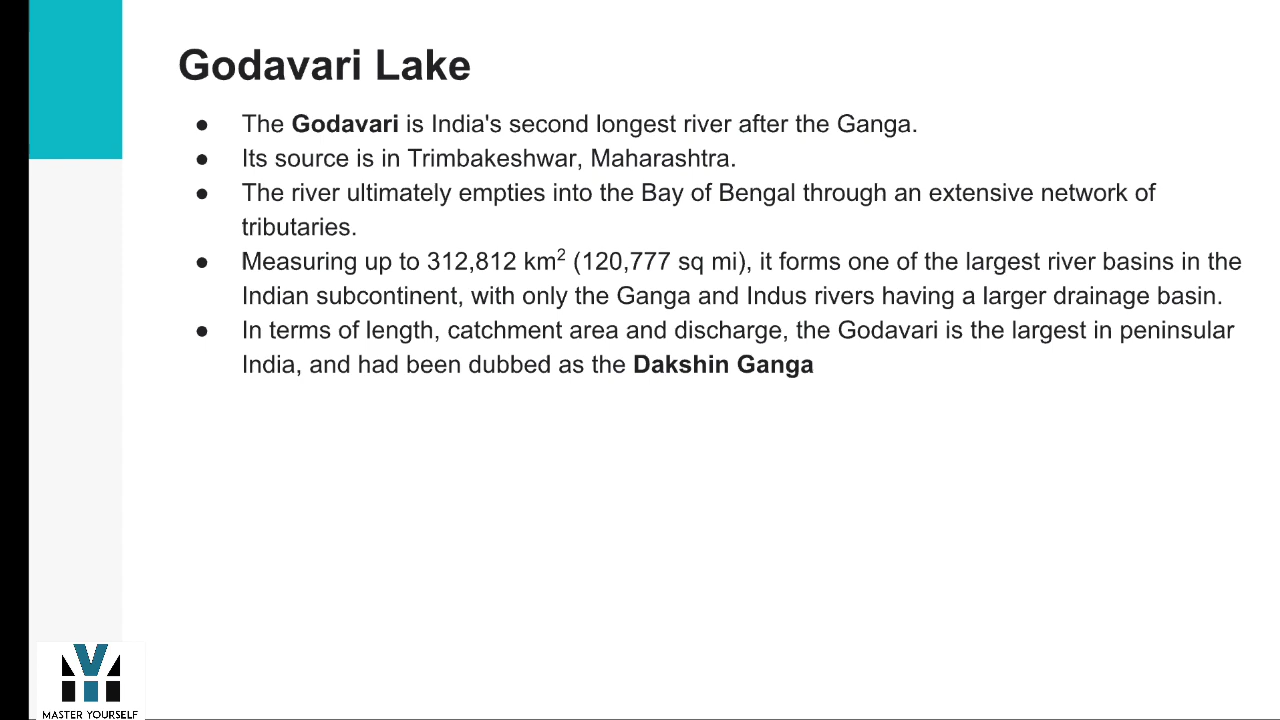 Godavari Lake
● The Godavari is India's second longest river after the Ganga.
● Its source is in Trimbakeshwar, Maharashtra.
● The river ultimately empties into the Bay of Bengal through an extensive network of
tributaries.
● Measuring up to 312,812 km² (120,777 sq mi), it forms one of the largest river basins in the
Indian subcontinent, with only the Ganga and Indus rivers having a larger drainage basin.
● In terms of length, catchment area and discharge, the Godavari is the largest in peninsular
India, and had been dubbed as the Dakshin Ganga
MASTER YOURSELF